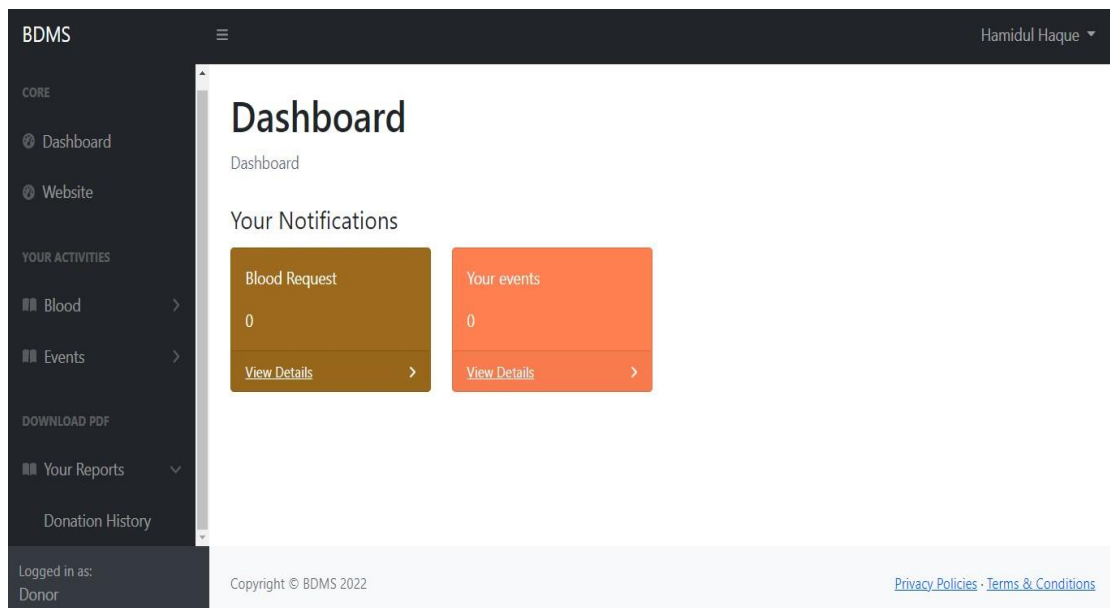 BDMS
Hamidul Haque
CORE
Dashboard
Website
YOUR ACTIVITIES
Blood
Events
DOWNLOAD PDF
Your Reports
Donation History
Logged in as:
Donor
Dashboard
Dashboard
Your Notifications
Blood Request
0
View Details
Your events
0
View Details
Copyright © BDMS 2022
Privacy Policies · Terms & Conditions